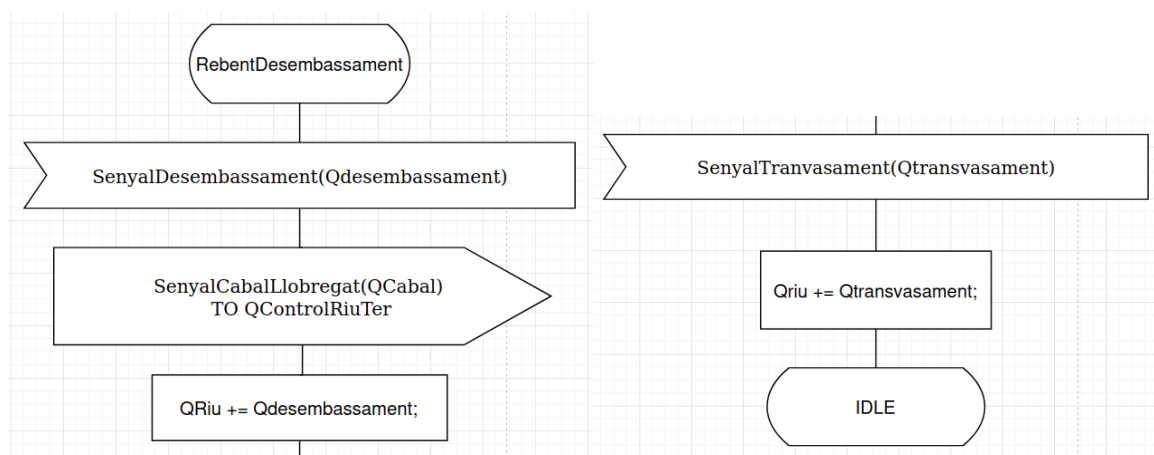 RebentDesembassament
SenyalDesembassament(Qdesembassament)
SenyalCabalLlobregat(QCabal)
TO QControlRiuTer
QRiu += Qdesembassament;
SenyalTranvasament(Qtransvasament)
Qriu += Qtransvasament;
IDLE